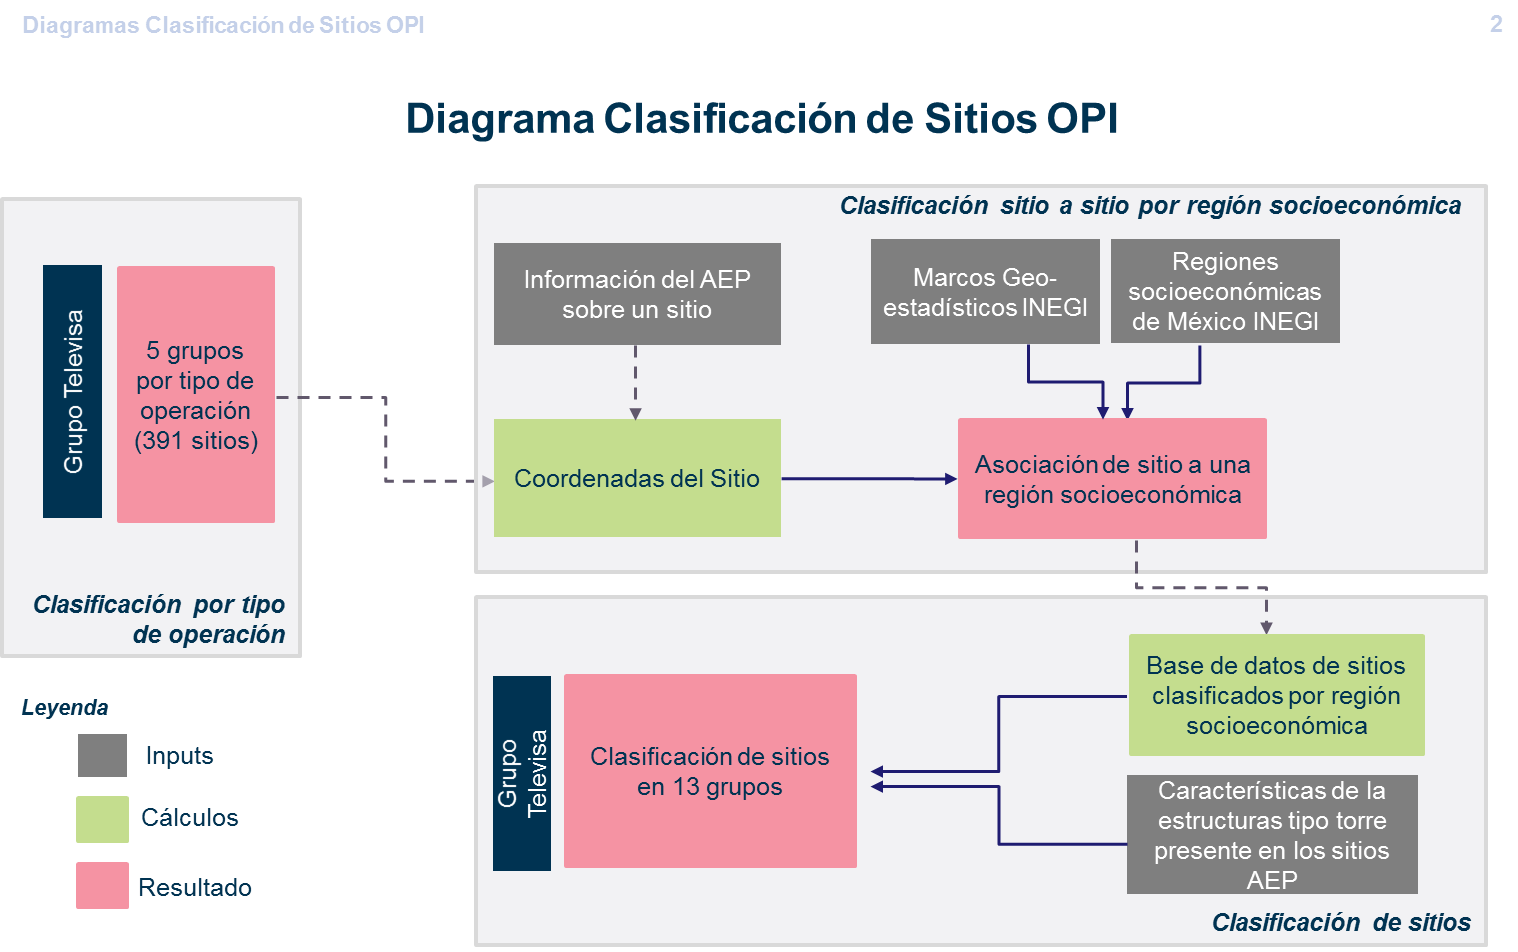 Diagramas Clasificación de Sitios OPI
2
Diagrama Clasificación de Sitios OPI
Grupo Televisa
5 grupos
por tipo de
operación
(391 sitios)
Clasificación por tipo
de operación
Clasificación sitio a sitio por región socioeconómica
Información del AEP
sobre un sitio
Marcos Geo-
estadísticos INEGI
Regiones
socioeconómicas
de México INEGI
Coordenadas del Sitio
Asociación de sitio a una
región socioeconómica
Grupo
Televisa
Clasificación de sitios
en 13 grupos
Base de datos de sitios
clasificados por región
socioeconómica
Características de la
estructuras tipo torre
presente en los sitios
AEP
Clasificación de sitios
Leyenda
Inputs
Cálculos
Resultado